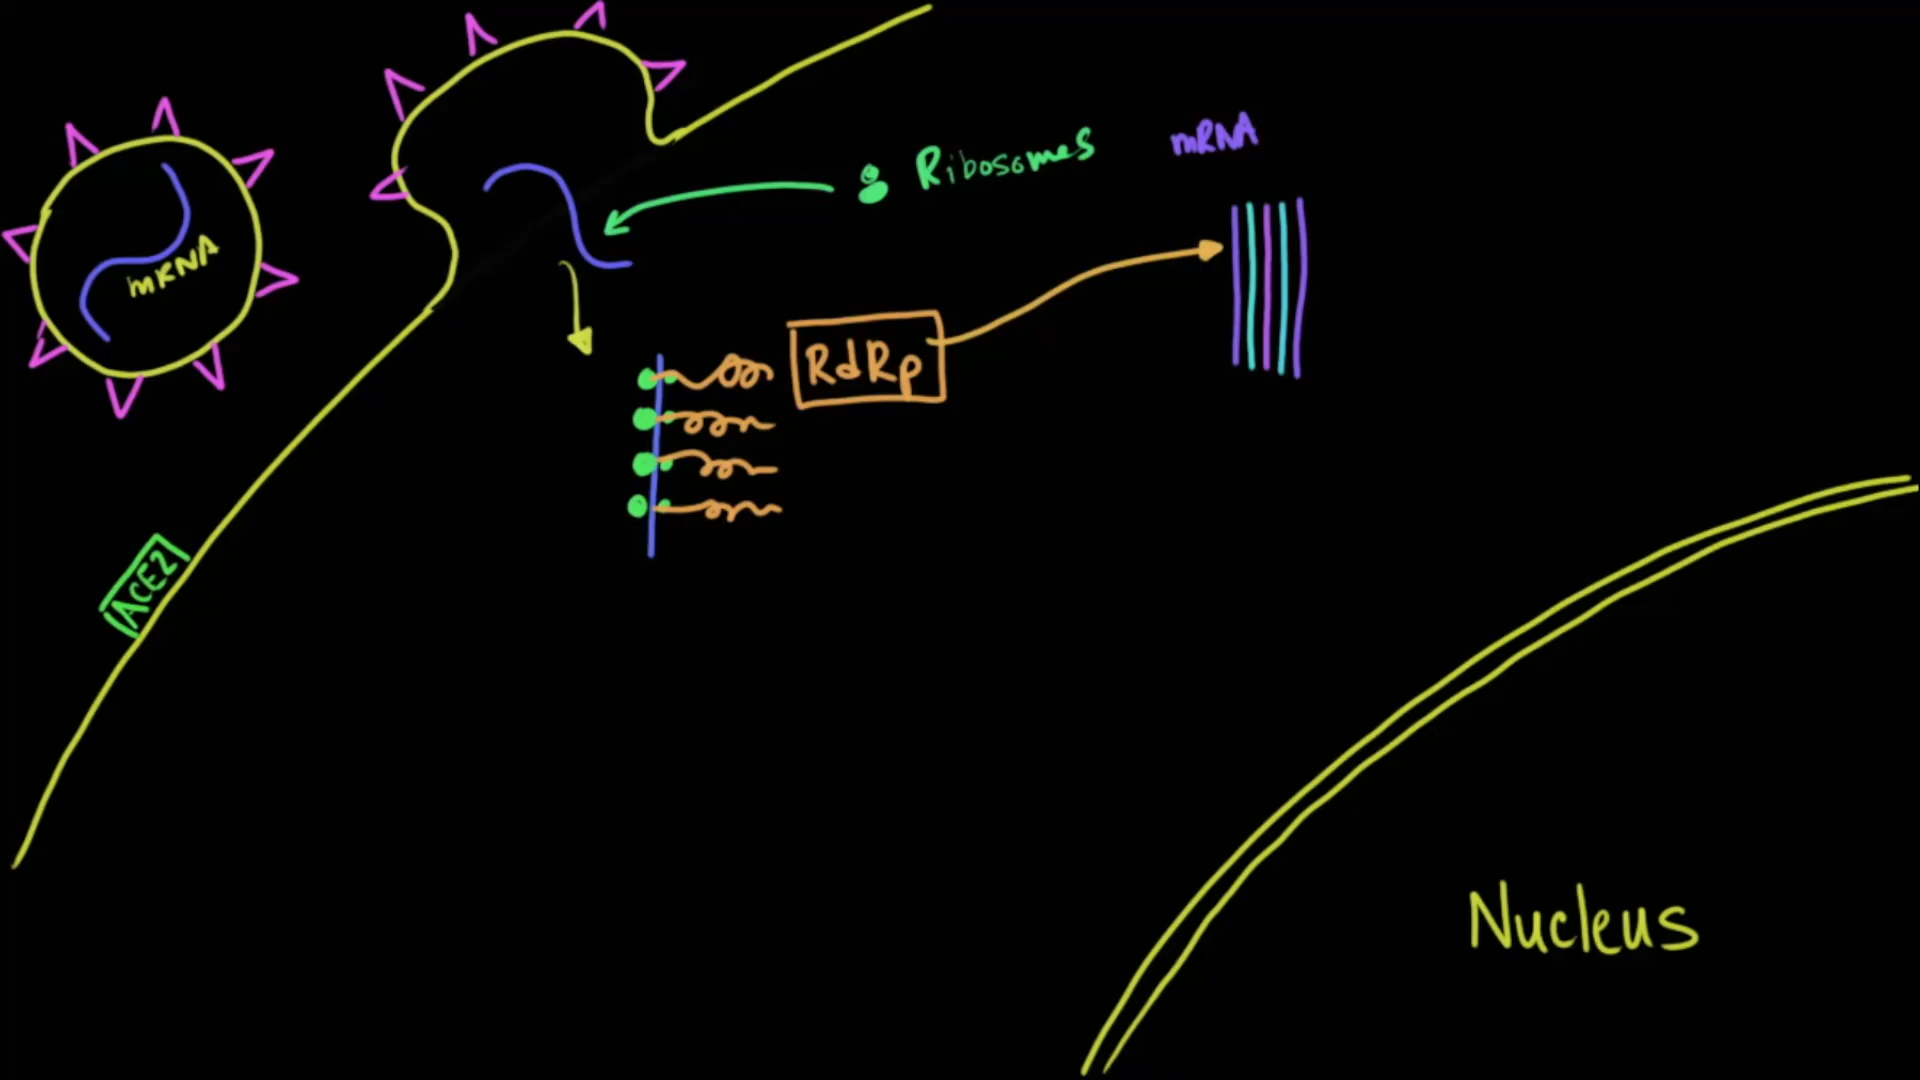 mRNA
Ribosomes
mRNA
RdRp
ACE2
Nucleus